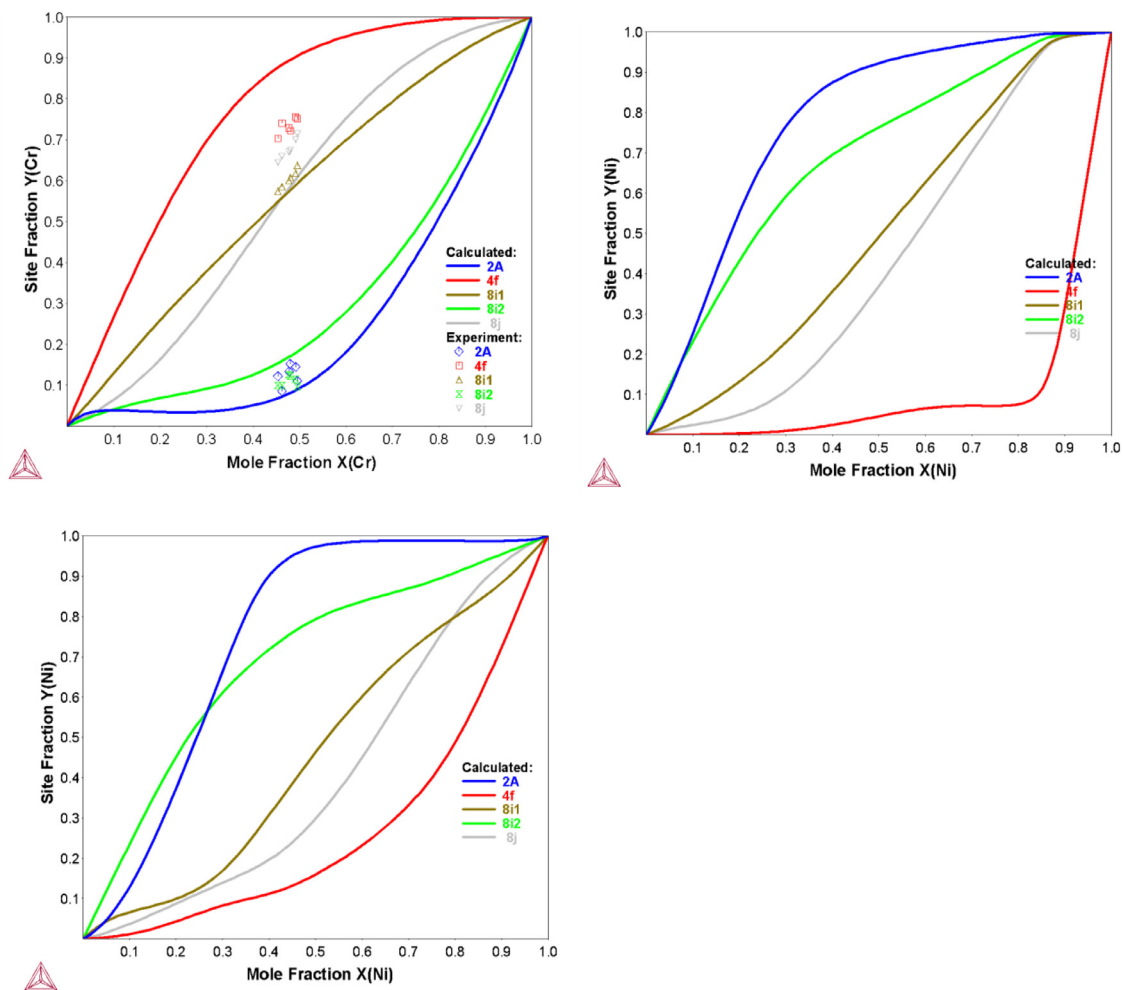 1.0
0.9
0.8
0.7
0.6
0.5
0.4
0.3
0.2
0.1
Site Fraction Y(Cr)
Calculated:
2A
4f
8i1
8i2
8j
Experiment:
2A
4f
8i1
8i2
8j
0.1 0.2 0.3 0.4 0.5 0.6 0.7 0.8 0.9 1.0
Mole Fraction X(Cr)
1.0
0.9
0.8
0.7
0.6
0.5
0.4
0.3
0.2
0.1
Site Fraction Y(Ni)
Calculated:
2A
4f
8i1
8i2
8j
0.1 0.2 0.3 0.4 0.5 0.6 0.7 0.8 0.9 1.0
Mole Fraction X(Ni)
1.0
0.9
0.8
0.7
0.6
0.5
0.4
0.3
0.2
0.1
Site Fraction Y(Ni)
Calculated:
2A
4f
8i1
8i2
8j
0.1 0.2 0.3 0.4 0.5 0.6 0.7 0.8 0.9 1.0
Mole Fraction X(Ni)